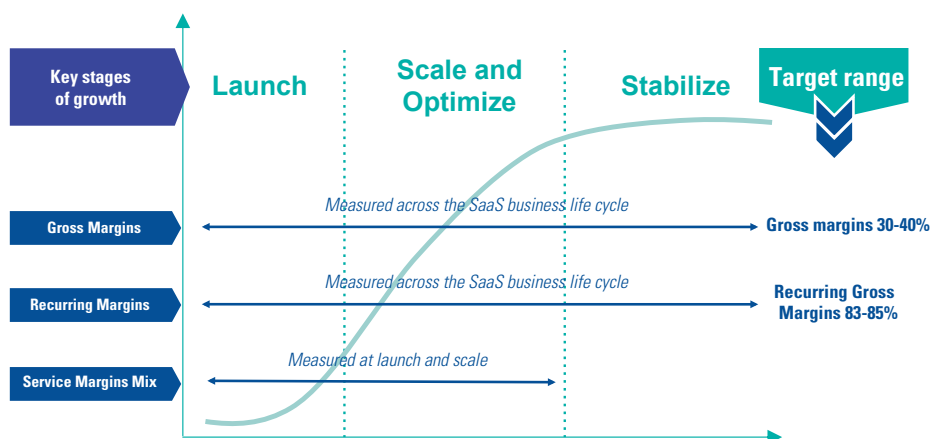 Key stages
of growth
Launch
Scale and
Optimize
Stabilize
Target range
Measured across the SaaS business life cycle
Gross Margins
Gross margins 30-40%
Measured across the SaaS business life cycle
Recurring Margins
Recurring Gross
Margins 83-85%
Measured at launch and scale
Service Margins Mix